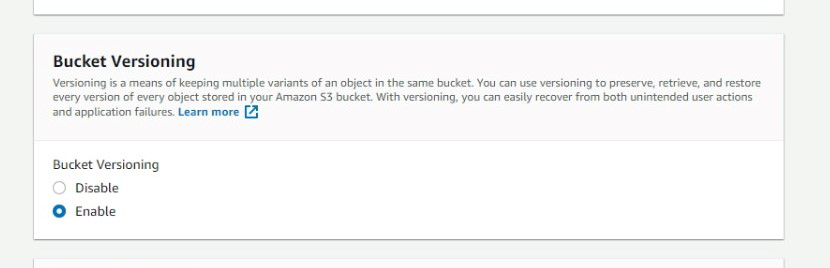 Bucket Versioning
Versioning is a means of keeping multiple variants of an object in the same bucket. You can use versioning to preserve, retrieve, and restore
every version of every object stored in your Amazon S3 bucket. With versioning, you can easily recover from both unintended user actions
and application failures. Learn more
Bucket Versioning
Disable
Enable